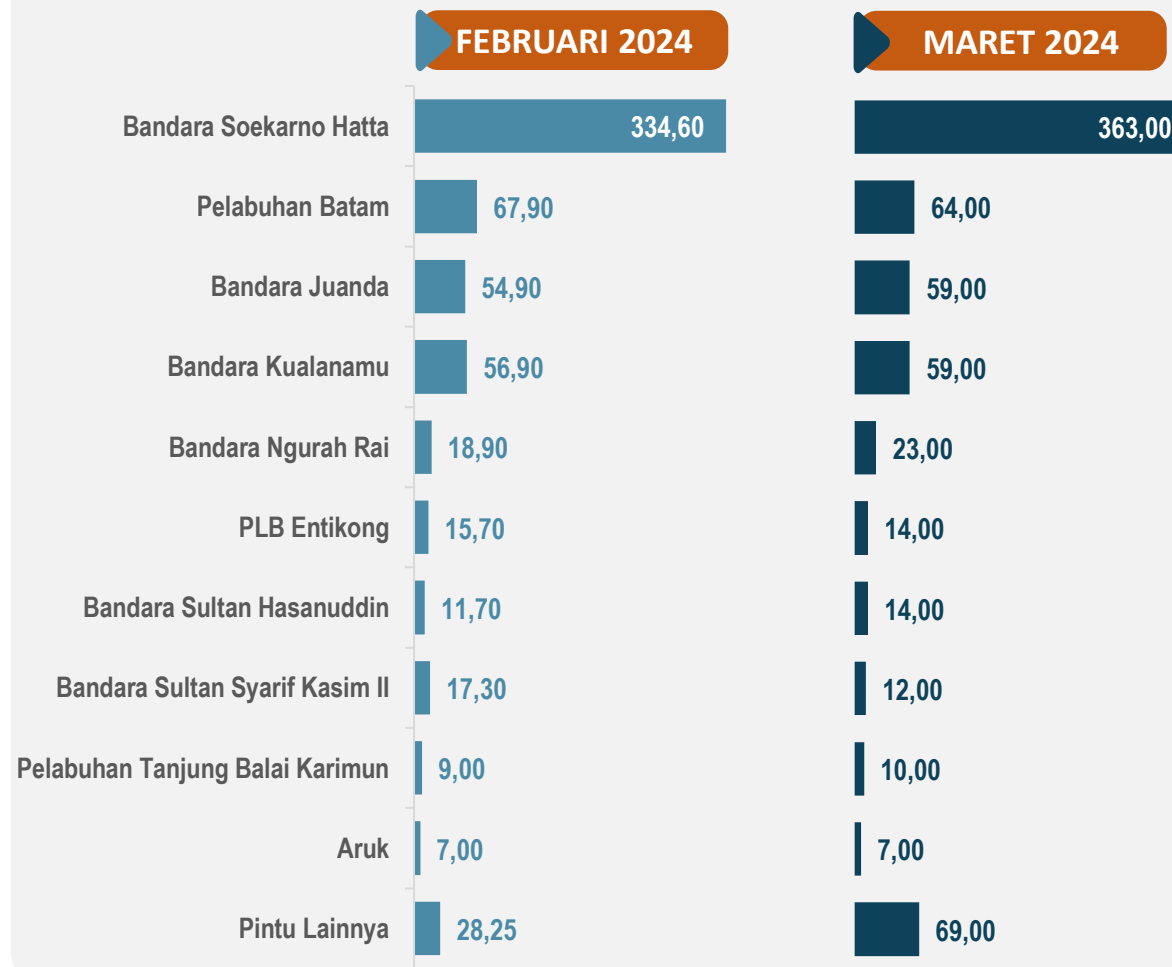 FEBRUARI 2024 MARET 2024
Bandara Soekarno Hatta 334,60 363,00
Pelabuhan Batam 67,90 64,00
Bandara Juanda 54,90 59,00
Bandara Kualanamu 56,90 59,00
Bandara Ngurah Rai 18,90 23,00
PLB Entikong 15,70 14,00
Bandara Sultan Hasanuddin 11,70 14,00
Bandara Sultan Syarif Kasim II 17,30 12,00
Pelabuhan Tanjung Balai Karimun 9,00 10,00
Aruk 7,00 7,00
Pintu Lainnya 28,25 69,00